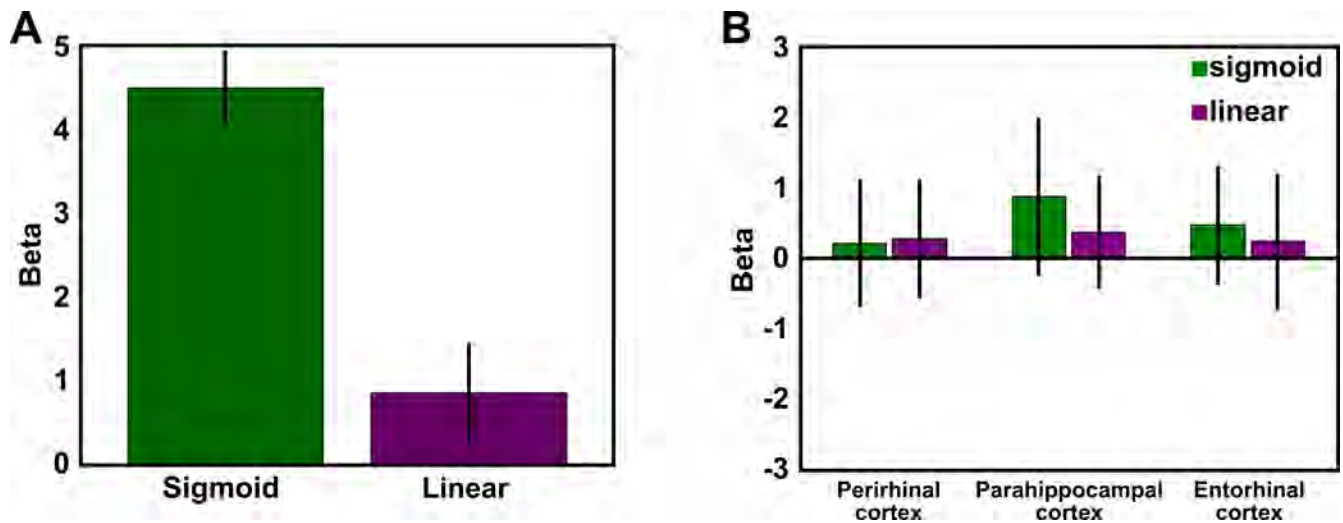 A
5
4
3
2
1
0
Beta
Sigmoid Linear
B
3
2
1
0
-1
-2
-3
Beta
sigmoid
linear
Perirhinal Parahippocampal Entorhinal
cortex cortex cortex